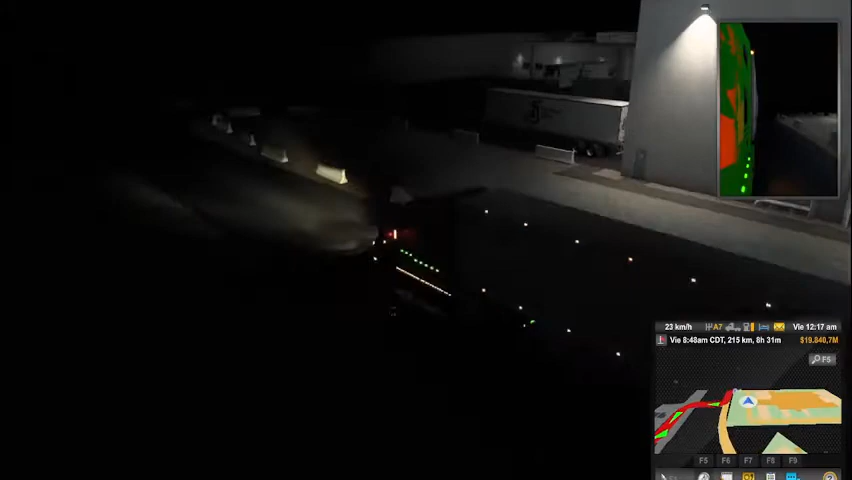 23 km/h A7 Vie 12:17 am
Vie 8:48am CDT, 215 km, 8h 31m $19.840,7M
F5
F5 F6 F7 F8 F9